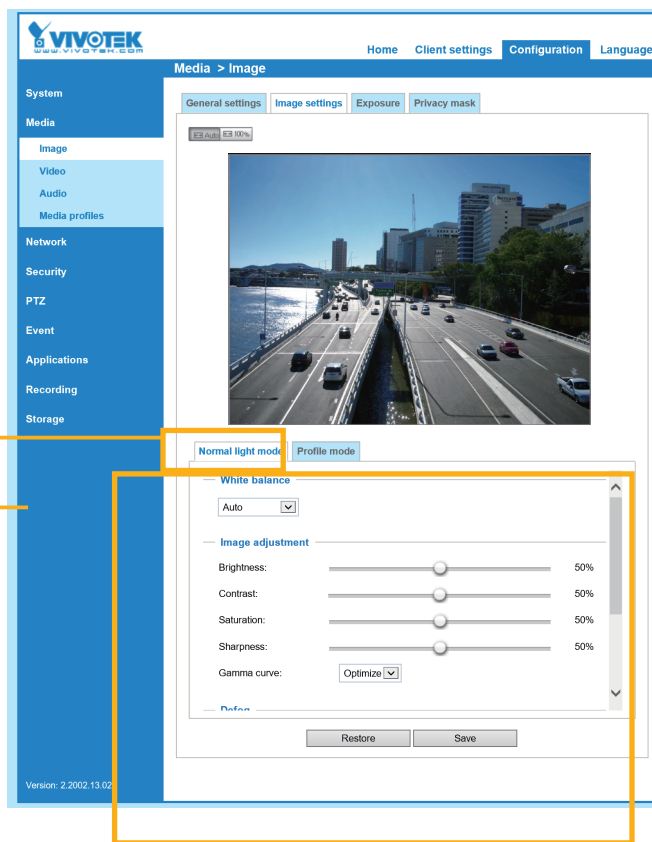 VIVOTEK
WWW.VIVOTEK.COM
Home Client settings Configuration Language
Media > Image
System
Media
Image
Video
Audio
Media profiles
Network
Security
PTZ
Event
Applications
Recording
Storage
Version: 2.2002.13.02
General settings Image settings Exposure Privacy mask
Auto 100%
Normal light mode Profile mode
White balance
Auto
Image adjustment
Brightness: 50%
Contrast: 50%
Saturation: 50%
Sharpness: 50%
Gamma curve: Optimize
Defog
Restore Save